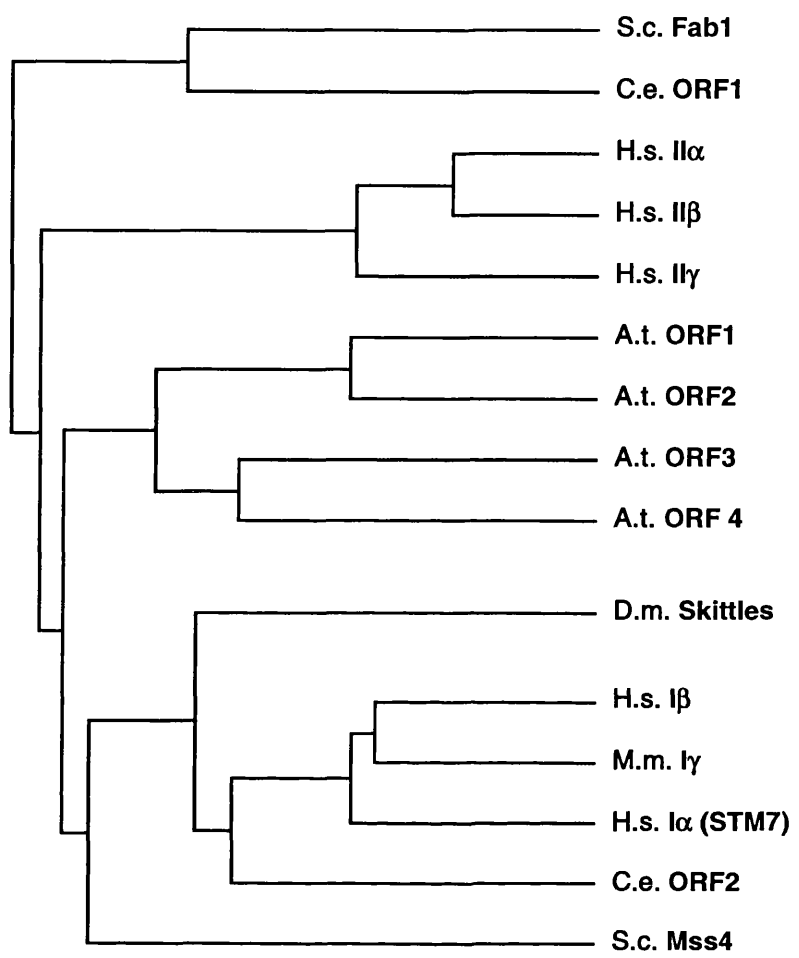 S.c. Fab1
C.e. ORF1
H.s. IIα
H.s. IIβ
H.s. IIγ
A.t. ORF1
A.t. ORF2
A.t. ORF3
A.t. ORF 4
D.m. Skittles
H.s. Iβ
M.m. Iγ
H.s. Iα (STM7)
C.e. ORF2
S.c. Mss4